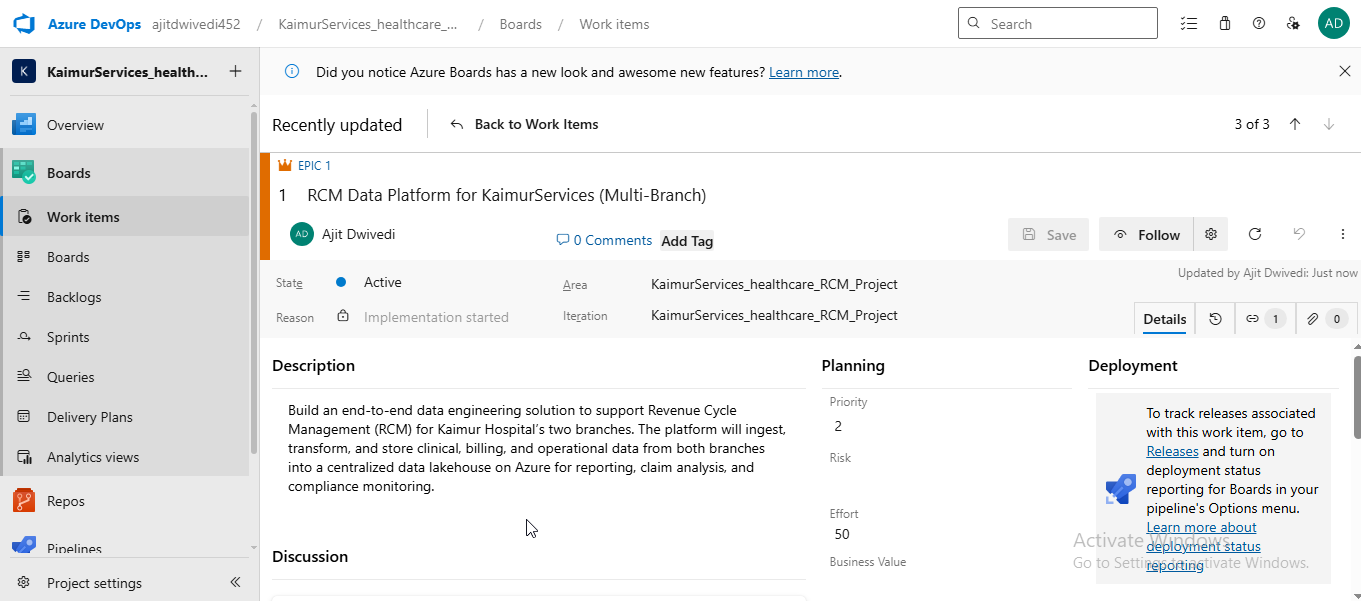 Azure DevOps ajitdwivedi452 / KaimurServices_healthcare_... / Boards / Work items
Search
AD
K KaimurServices_health... +
Did you notice Azure Boards has a new look and awesome new features? Learn more.
Overview
Boards
Work items
Boards
Backlogs
Sprints
Queries
Delivery Plans
Analytics views
Repos
Pipelines
Project settings
Recently updated
Back to Work Items
3 of 3
EPIC 1
1 RCM Data Platform for KaimurServices (Multi-Branch)
AD Ajit Dwivedi
0 Comments
Add Tag
Save
Follow
State Active
Area KaimurServices_healthcare_RCM_Project
Updated by Ajit Dwivedi: Just now
Reason Implementation started
Iteration KaimurServices_healthcare_RCM_Project
Details
1
0
Description
Build an end-to-end data engineering solution to support Revenue Cycle
Management (RCM) for Kaimur Hospital's two branches. The platform will ingest,
transform, and store clinical, billing, and operational data from both branches
into a centralized data lakehouse on Azure for reporting, claim analysis, and
compliance monitoring.
Discussion
Planning
Priority
2
Risk
Effort
50
Business Value
Deployment
To track releases associated
with this work item, go to
Releases and turn on
deployment status
reporting for Boards in your
pipeline's Options menu.
Learn more about
deployment status
reporting
Activate Windows
Go to Settings to activate Windows.